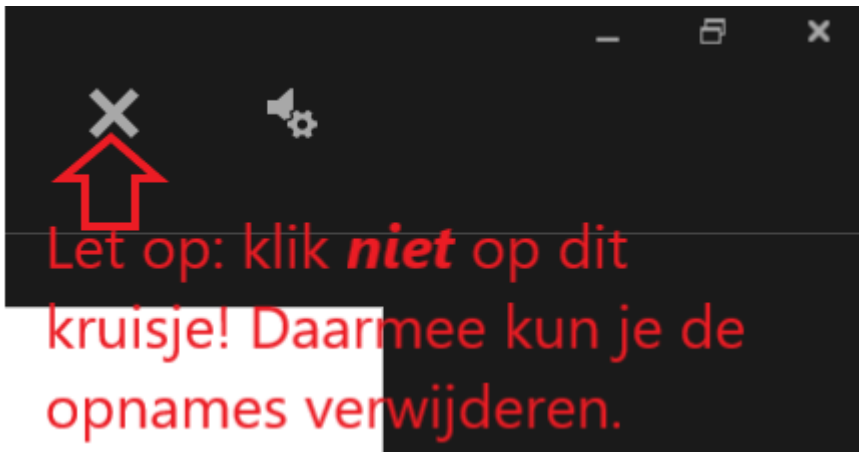 Let op: klik niet op dit
kruisje! Daarmee kun je de
opnames verwijderen.